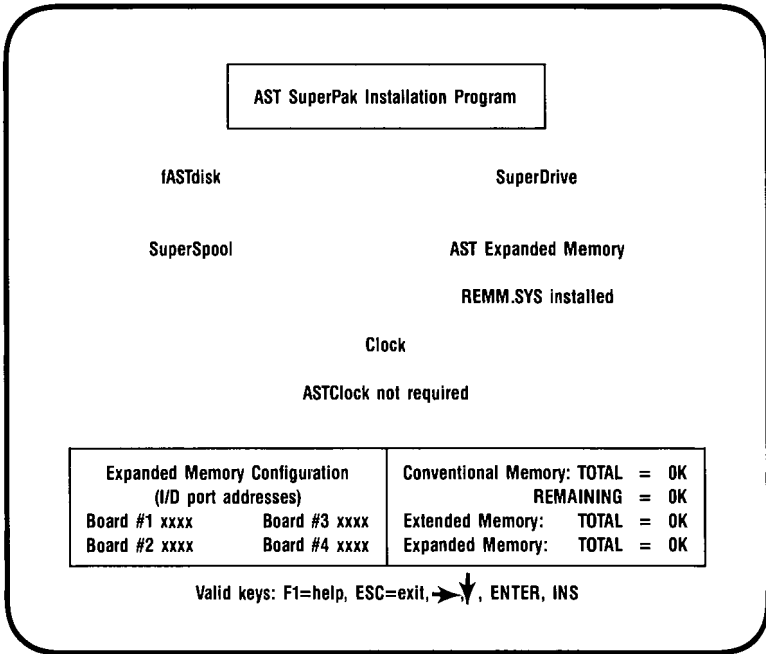 AST SuperPak Installation Program
fASTdisk SuperDrive
SuperSpool AST Expanded Memory
REMM.SYS installed
Clock
ASTClock not required
Expanded Memory Configuration
(I/D port addresses)
Board #1 xxxx Board #3 xxxx
Board #2 xxxx Board #4 xxxx
Conventional Memory: TOTAL = 0K
REMAINING = 0K
Extended Memory: TOTAL = 0K
Expanded Memory: TOTAL = 0K
Valid keys: F1=help, ESC=exit, →,↓, ENTER, INS